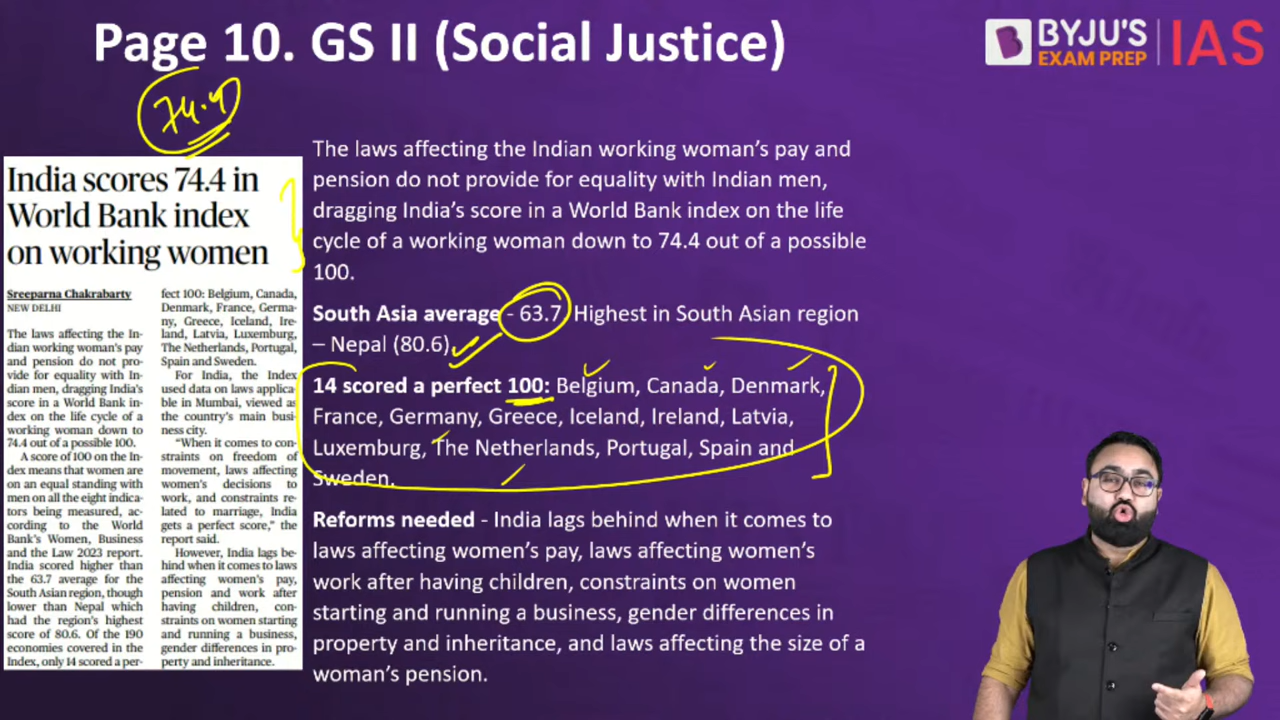 Page 10. GS II (Social Justice)
BYJU'S
EXAM PREP
IAS
74.4
India scores 74.4 in
World Bank index
on working women
Sreeparna Chakrabarty
NEW DELHI
The laws affecting the In-
dian working woman's pay
and pension do not pro-
vide for equality with In-
dian men, dragging India's
score in a World Bank in-
dex on the life cycle of a
working woman down to
74.4 out of a possible 100.
A score of 100 on the In-
dex means that women are
on an equal standing with
men on all the eight indica-
tors being measured, ac-
cording to the World
Bank's Women, Business
and the Law 2023 report.
India scored higher than
the 63.7 average for the
South Asian region, though
lower than Nepal which
had the region's highest
score of 80.6. Of the 190
economies covered in the
Index, only 14 scored a per-
fect 100: Belgium, Canada,
Denmark, France, Germa-
ny, Greece, Iceland, Ire-
land, Latvia, Luxemburg,
The Netherlands, Portugal,
Spain and Sweden.
For India, the Index
used data on laws applica-
ble in Mumbai, viewed as
the country's main busi-
ness city.
"When it comes to con-
straints on freedom of
movement, laws affecting
women's decisions to
work, and constraints re-
lated to marriage, India
gets a perfect score," the
report said.
However, India lags be-
hind when it comes to laws
affecting women's pay,
pension and work after
having children, con-
straints on women starting
and running a business,
gender differences in pro-
perty and inheritance.
The laws affecting the Indian working woman's pay and
pension do not provide for equality with Indian men,
dragging India's score in a World Bank index on the life
cycle of a working woman down to 74.4 out of a possible
100.
South Asia average - 63.7 Highest in South Asian region
– Nepal (80.6)
14 scored a perfect 100: Belgium, Canada, Denmark,
France, Germany, Greece, Iceland, Ireland, Latvia,
Luxemburg, The Netherlands, Portugal, Spain and
Sweden.
Reforms needed - India lags behind when it comes to
laws affecting women's pay, laws affecting women's
work after having children, constraints on women
starting and running a business, gender differences in
property and inheritance, and laws affecting the size of a
woman's pension.